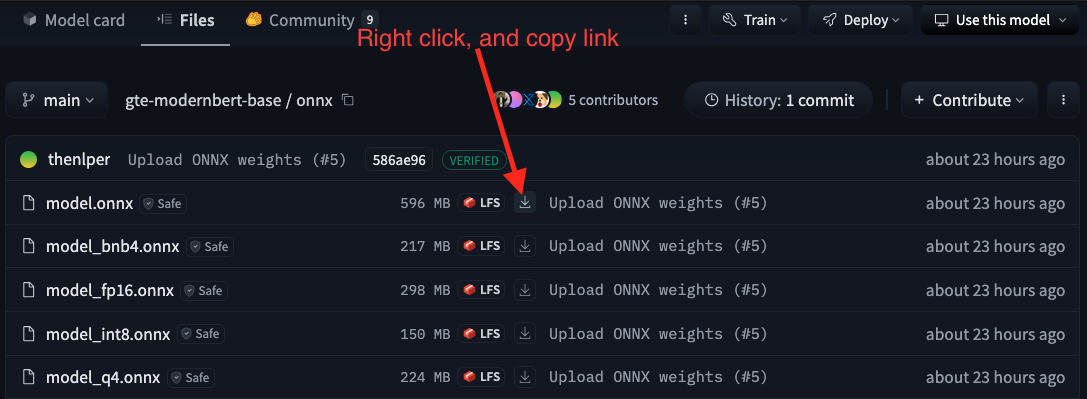 Model card Files Community 9 Train Deploy Use this model
Right click, and copy link
main gte-modernbert-base / onnx 5 contributors History: 1 commit + Contribute
thenlper Upload ONNX weights (#5) 586ae96 VERIFIED about 23 hours ago
model.onnx Safe 596 MB LFS Upload ONNX weights (#5) about 23 hours ago
model_bnb4.onnx Safe 217 MB LFS Upload ONNX weights (#5) about 23 hours ago
model_fp16.onnx Safe 298 MB LFS Upload ONNX weights (#5) about 23 hours ago
model_int8.onnx Safe 150 MB LFS Upload ONNX weights (#5) about 23 hours ago
model_q4.onnx Safe 224 MB LFS Upload ONNX weights (#5) about 23 hours ago